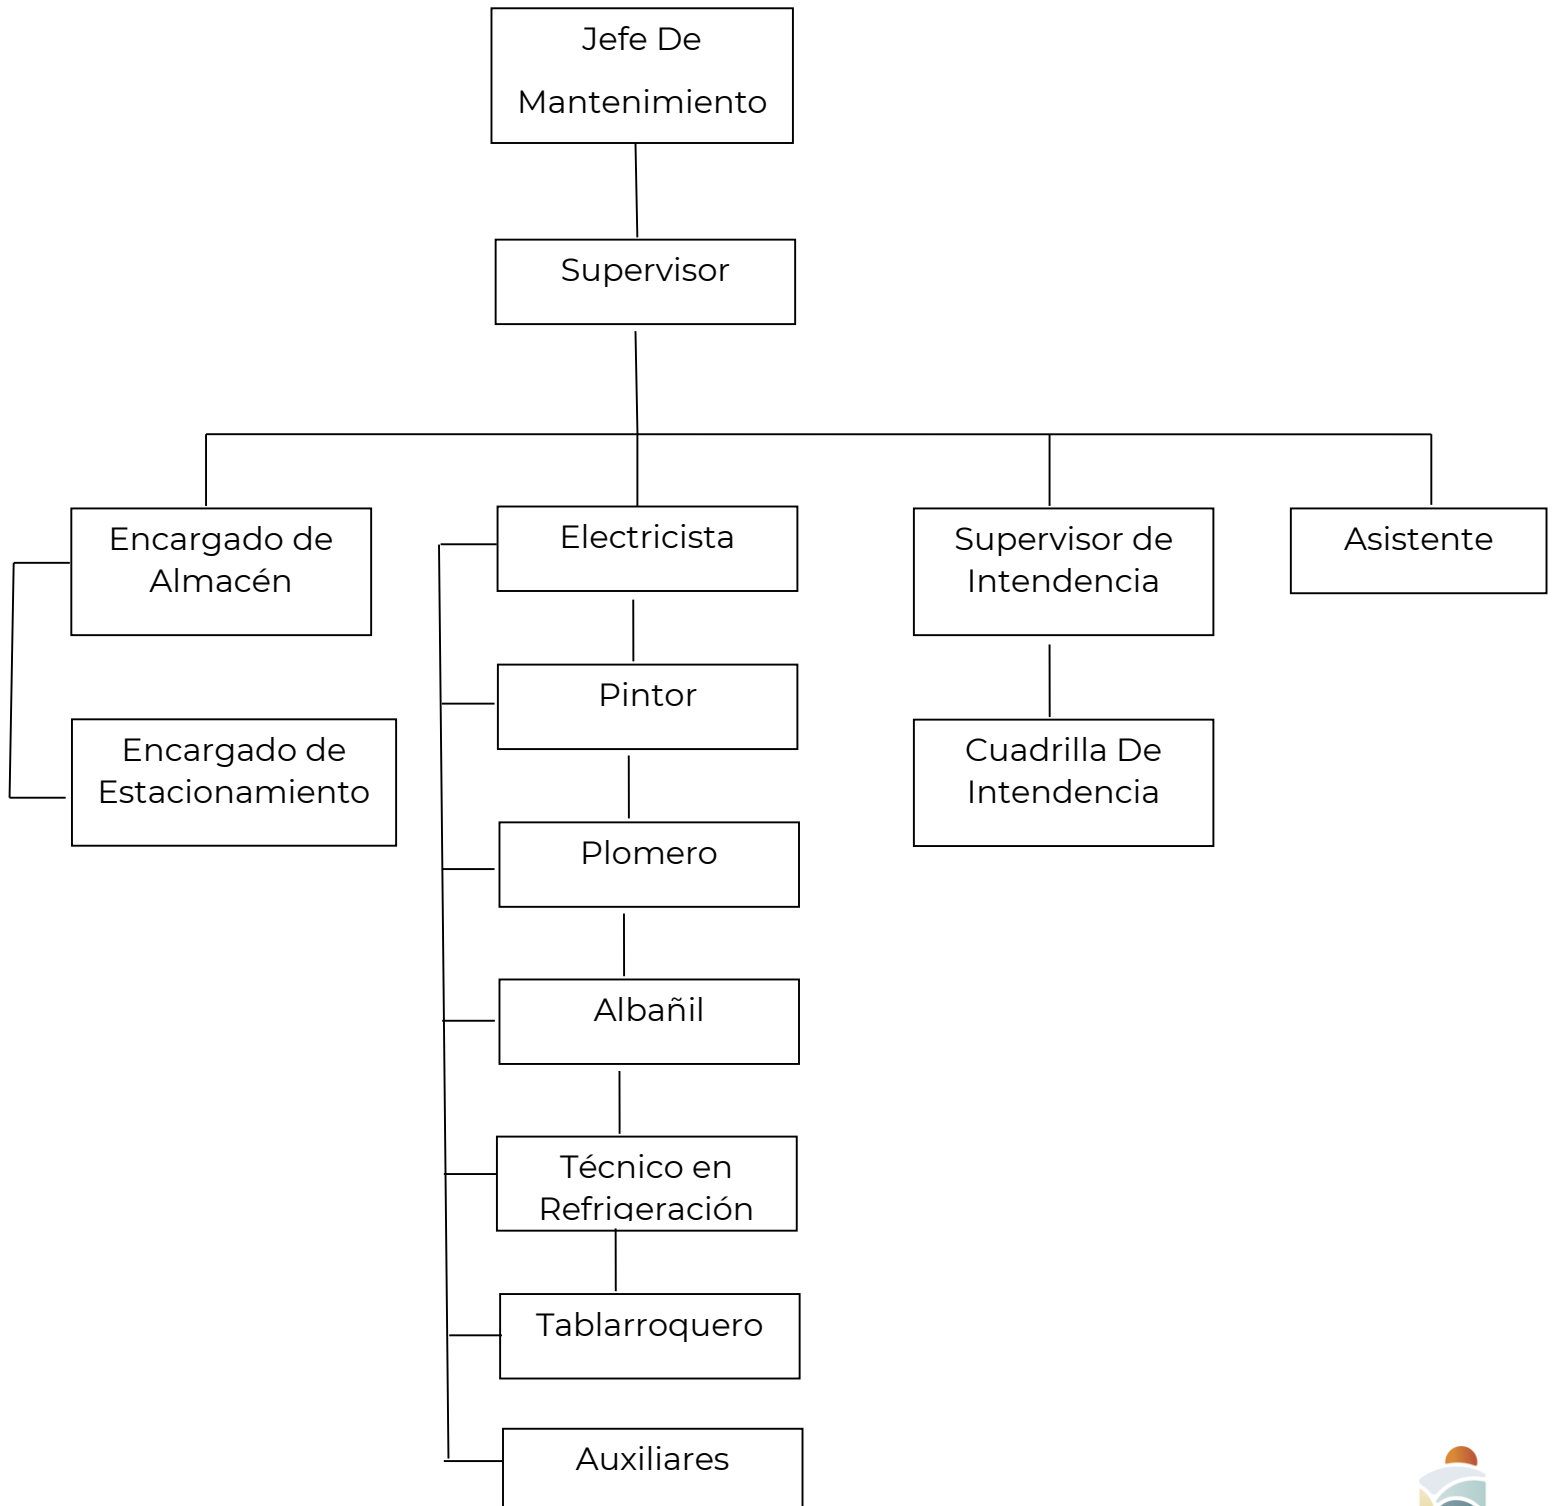 Jefe De
Mantenimiento
Supervisor
Encargado de
Almacén
Electricista
Supervisor de
Intendencia
Asistente
Pintor
Encargado de
Estacionamiento
Cuadrilla De
Intendencia
Plomero
Albañil
Técnico en
Refrigeración
Tablarroquero
Auxiliares